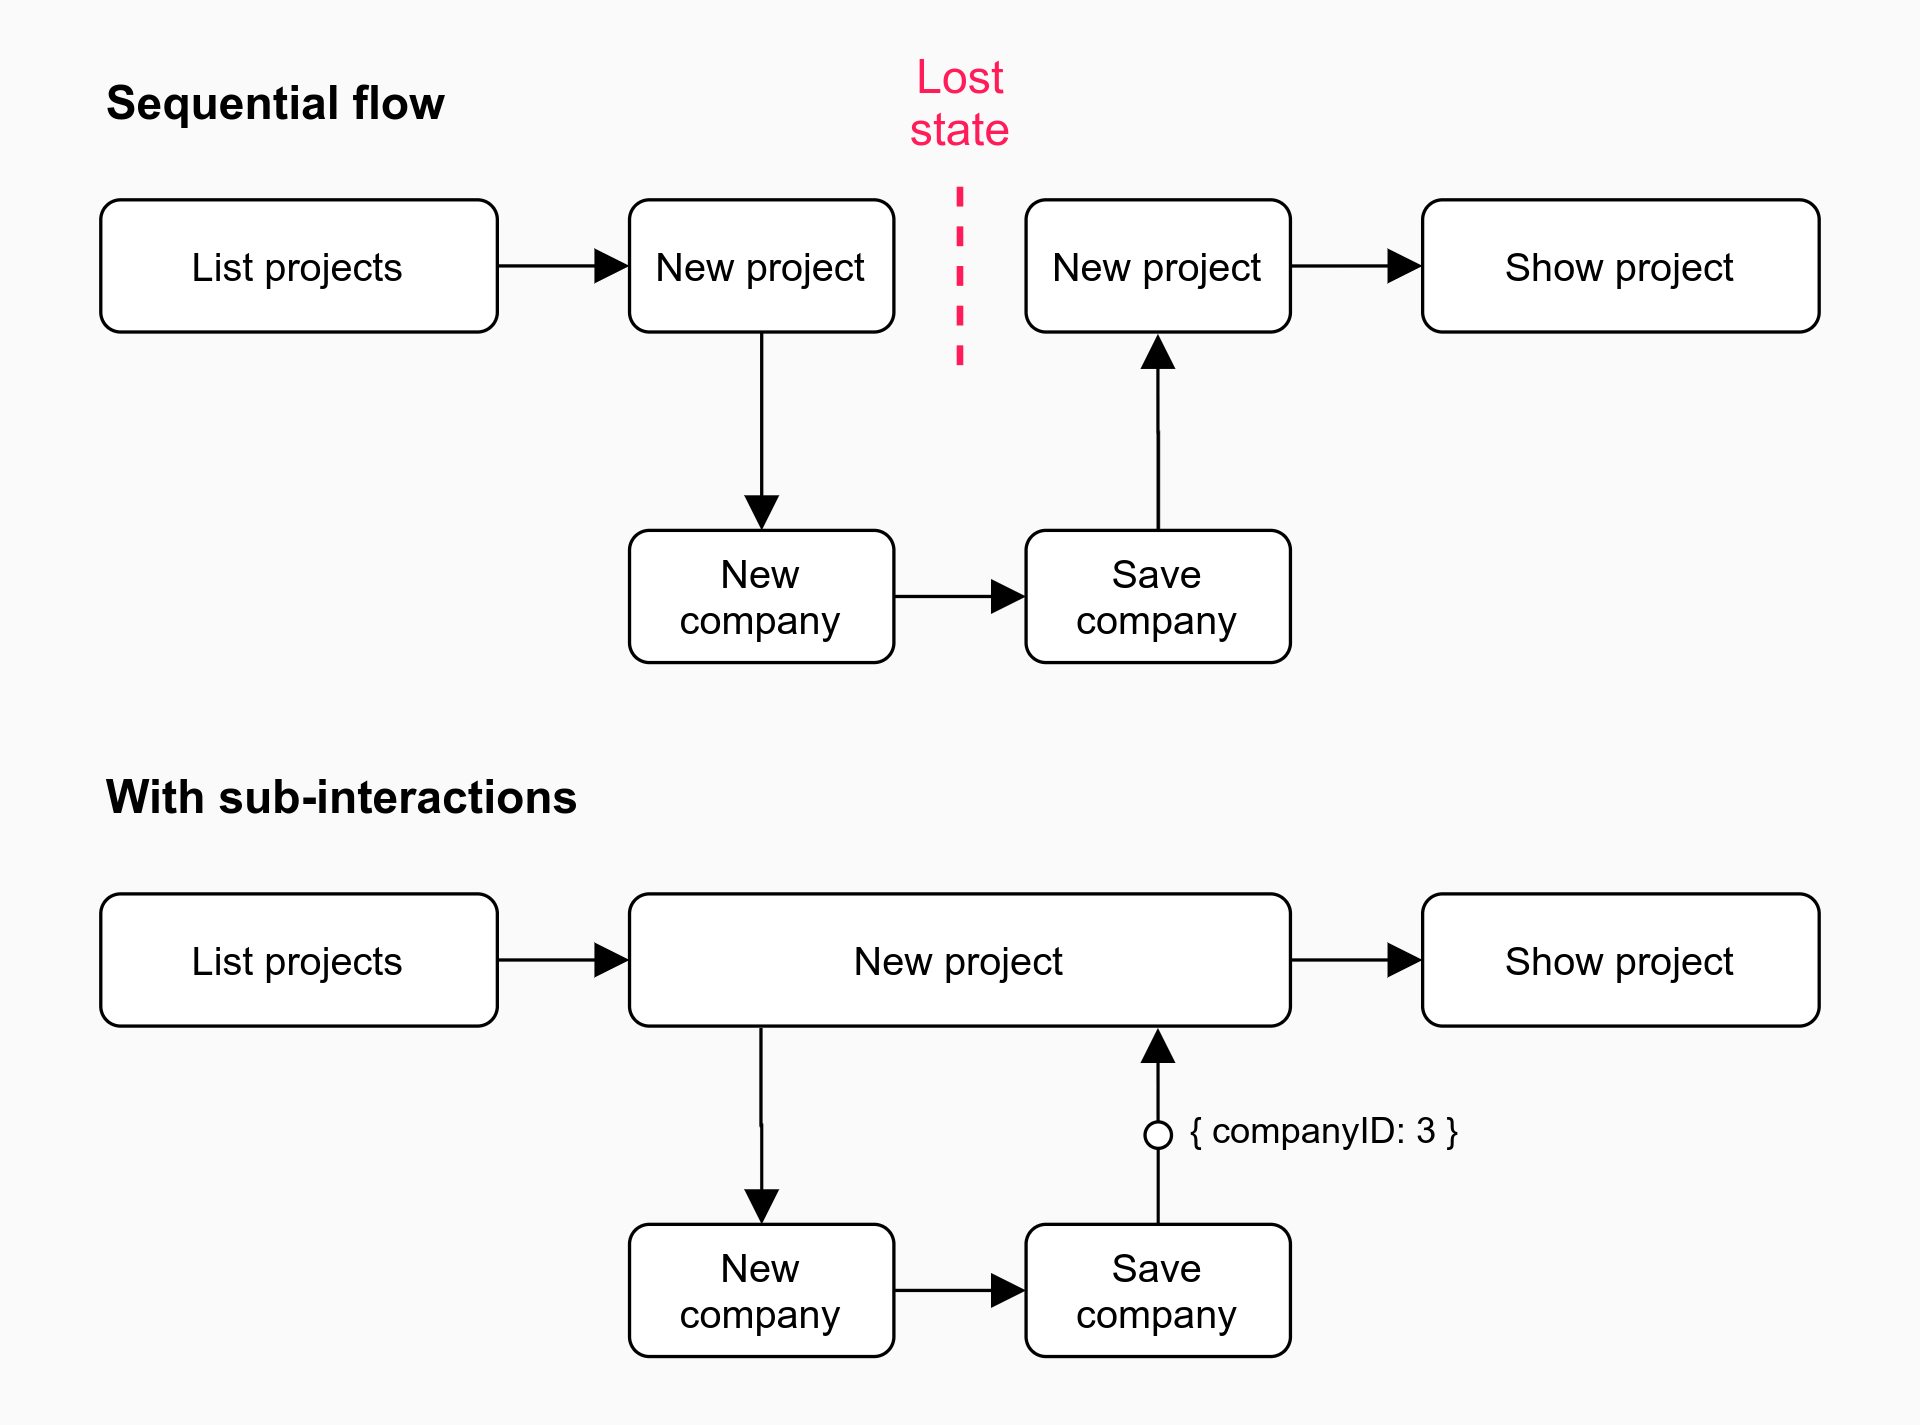 Sequential flow
Lost
state
List projects
New project
New project
Show project
New
company
Save
company
With sub-interactions
List projects
New project
Show project
{ companyID: 3 }
New
company
Save
company